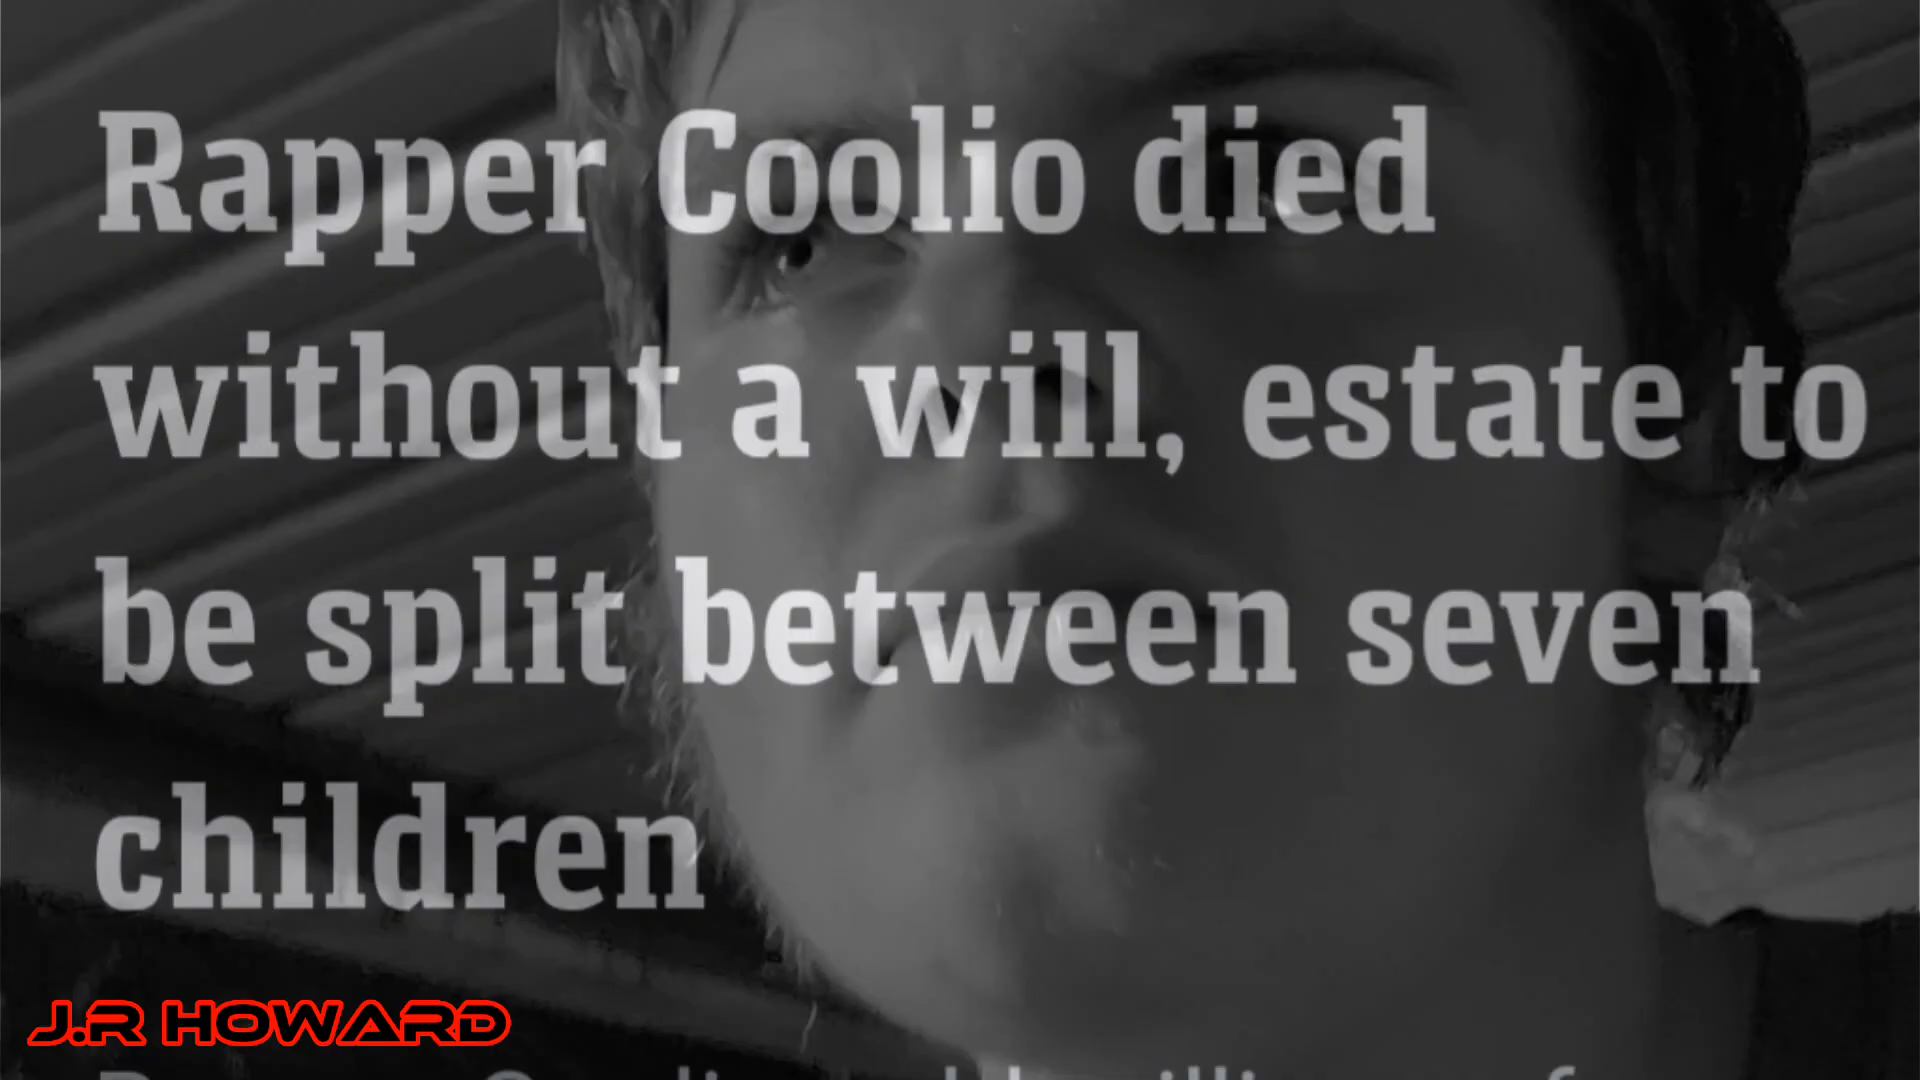 Rapper Coolio died
without a will, estate to
be split between seven
children
J.R HOWARD